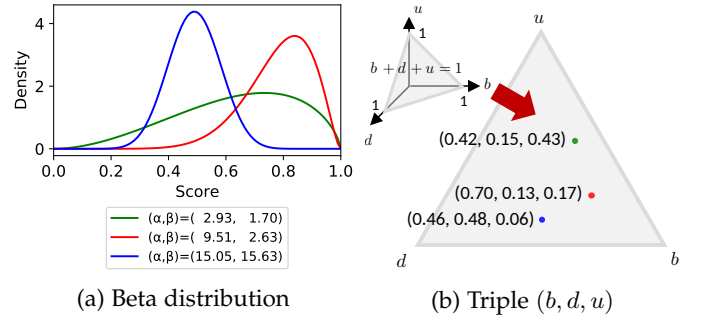 4
2
0
Density
0.0 0.2 0.4 0.6 0.8 1.0
Score
(α,β)=( 2.93, 1.70)
(α,β)=( 9.51, 2.63)
(α,β)=(15.05, 15.63)
(a) Beta distribution
u
1
b + d + u = 1
b
1
1
d
u
(0.42, 0.15, 0.43)
(0.70, 0.13, 0.17)
(0.46, 0.48, 0.06)
d
b
(b) Triple (b, d, u)